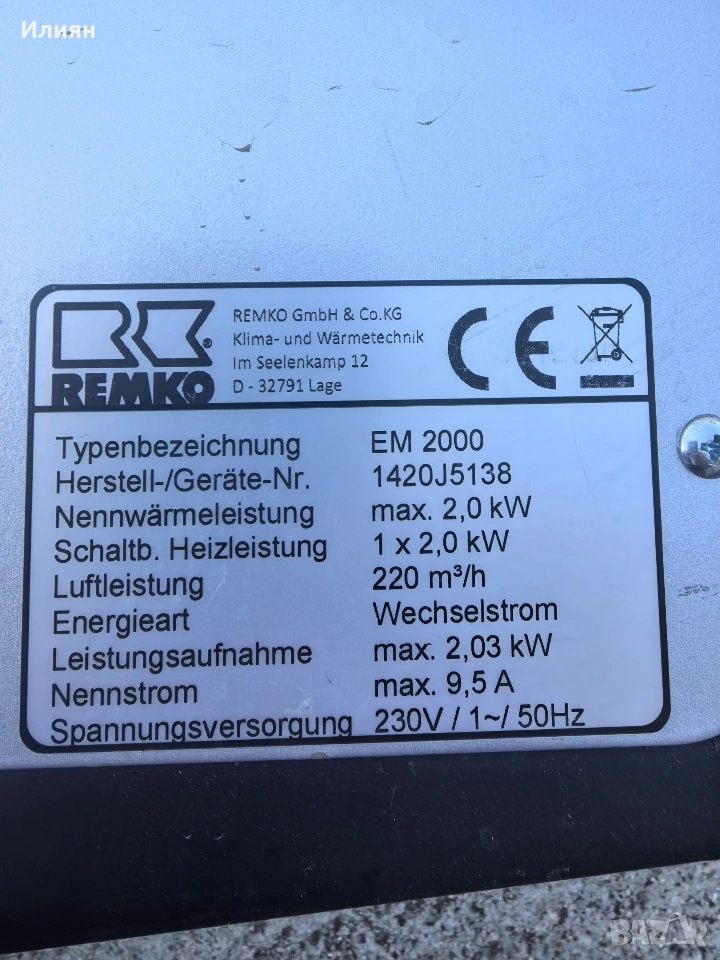 Илиян
REMKO
REMKO GmbH & Co.KG
Klima- und Wärmetechnik
Im Seelenkamp 12
D - 32791 Lage
CE
Typenbezeichnung EM 2000
Herstell-/Geräte-Nr. 1420J5138
Nennwärmeleistung max. 2,0 kW
Schaltb. Heizleistung 1 x 2,0 kW
Luftleistung 220 m³/h
Energieart Wechselstrom
Leistungsaufnahme max. 2,03 kW
Nennstrom max. 9,5 A
Spannungsversorgung 230V / 1~/ 50Hz
BAZAR